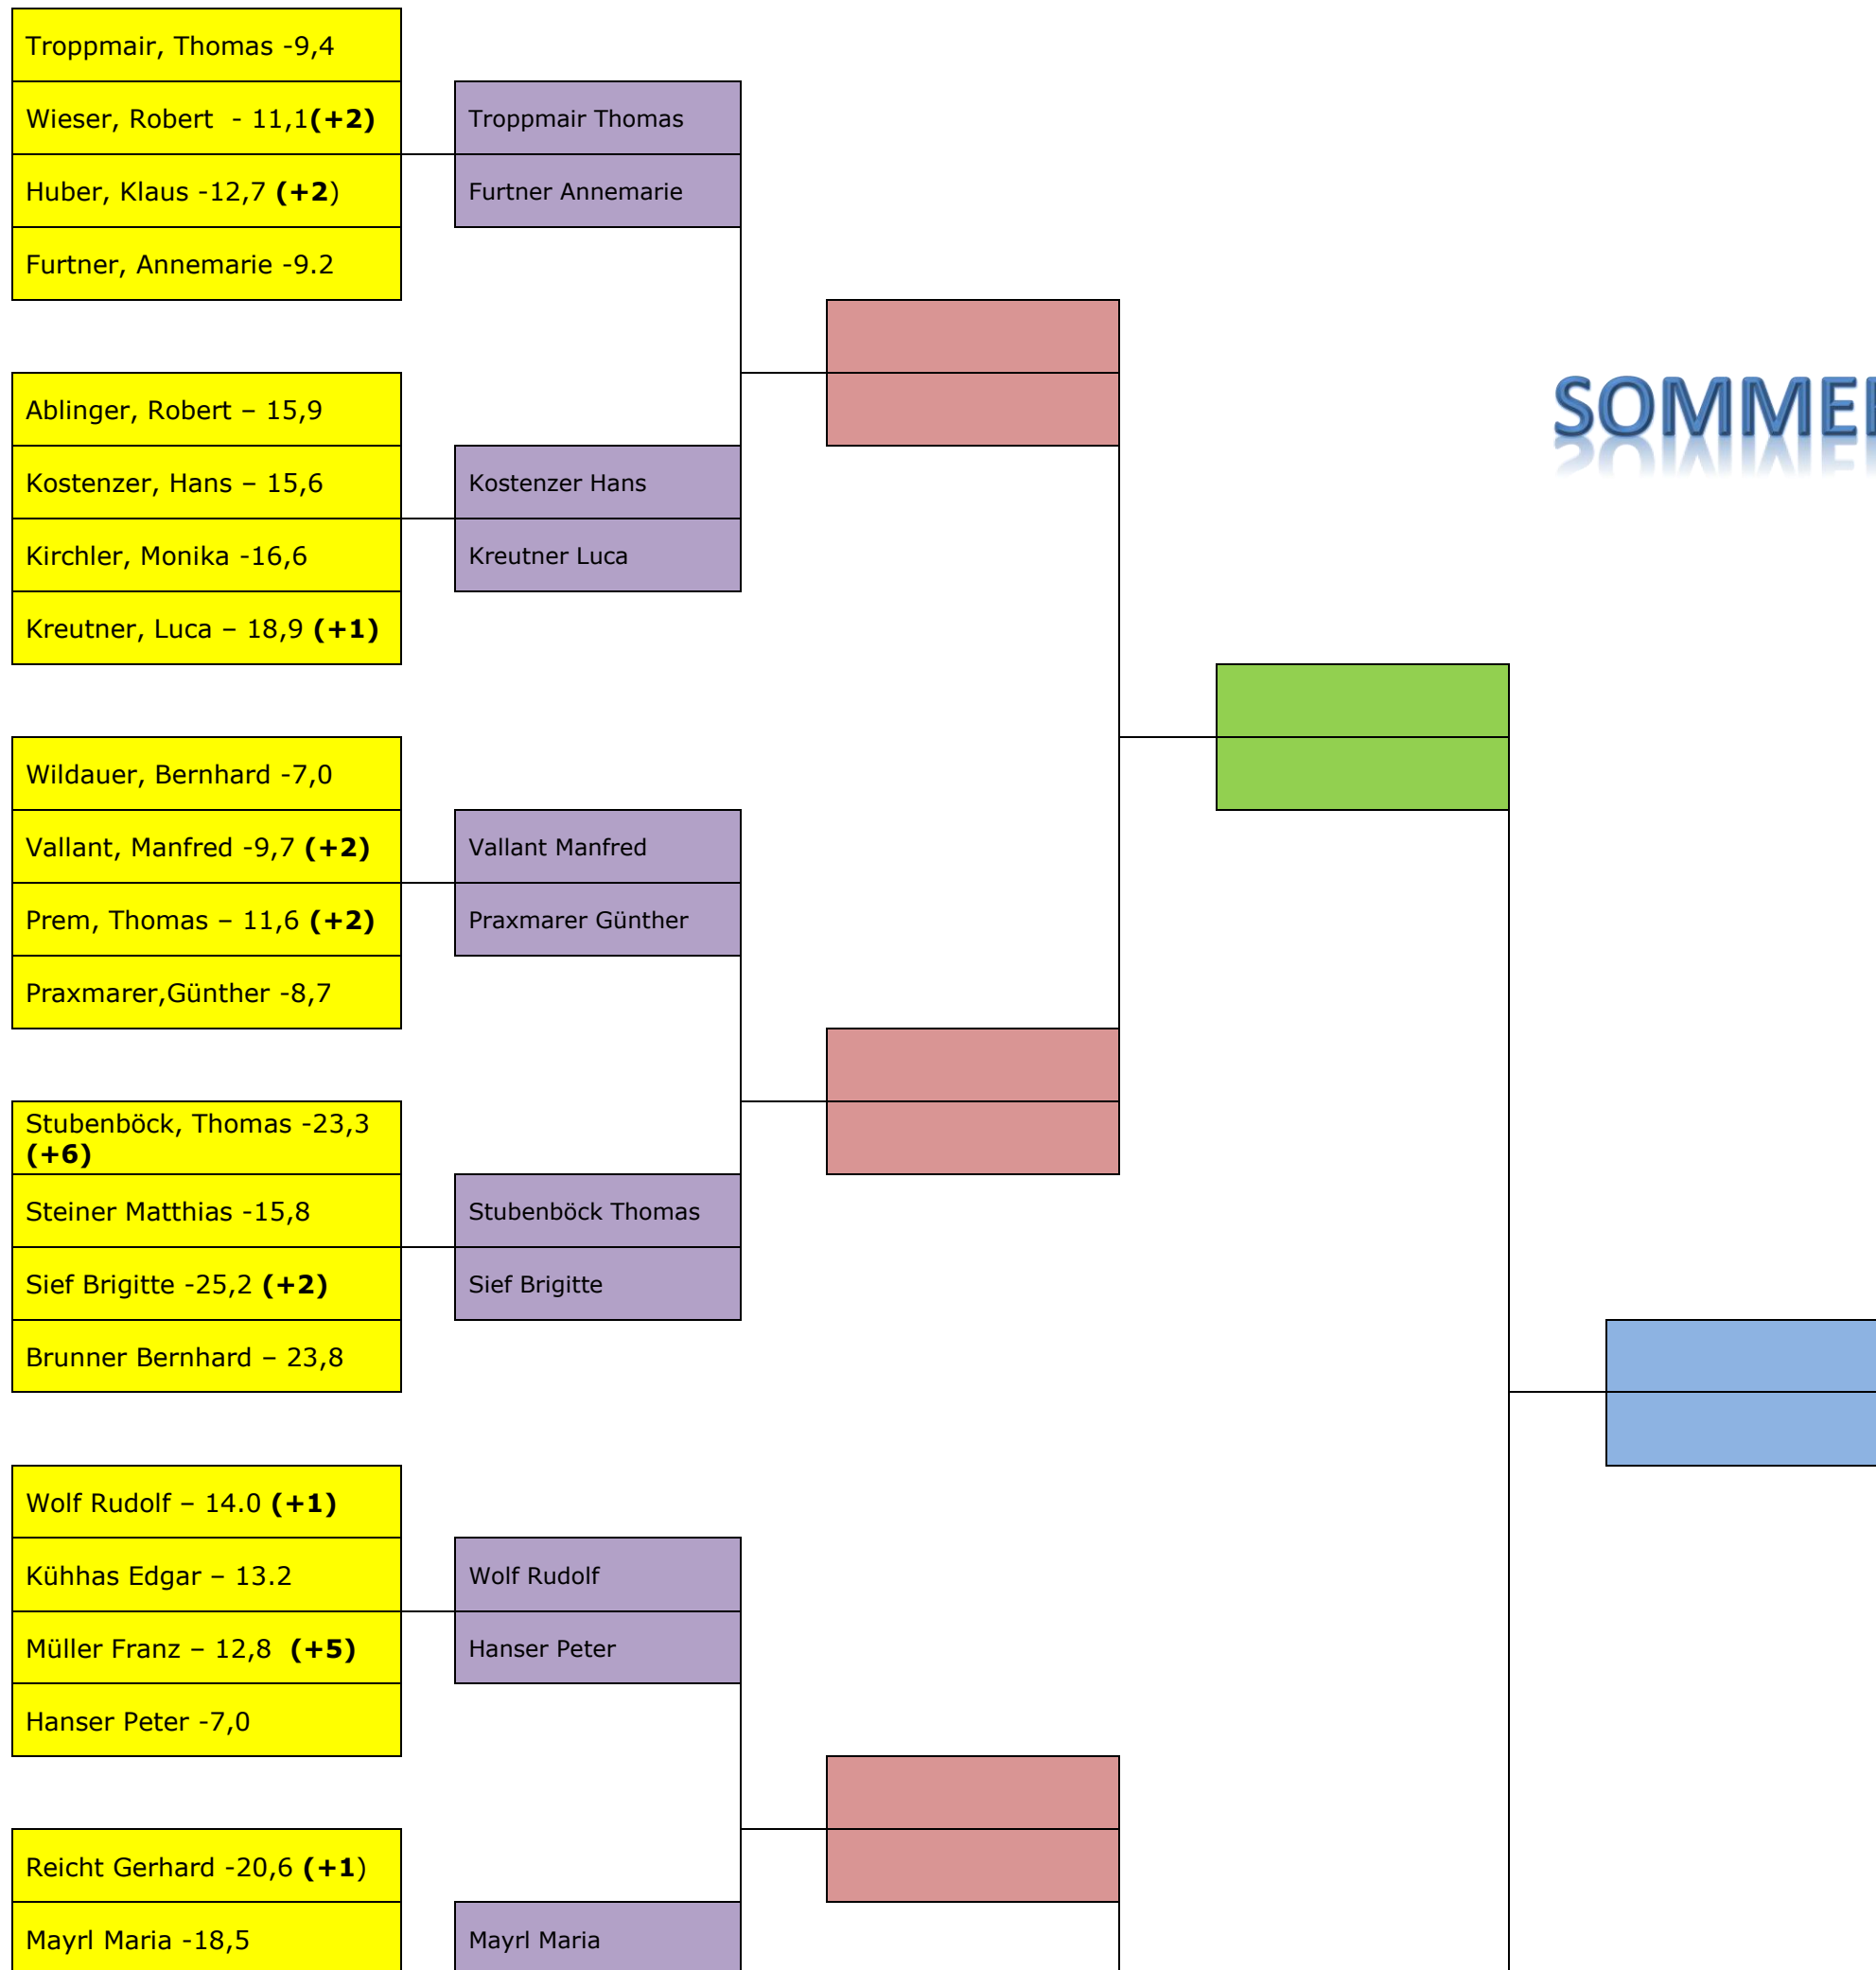 Troppmair, Thomas -9,4
Wieser, Robert  - 11,1(+2)
Huber, Klaus -12,7 (+2)
Furtner, Annemarie -9.2
Troppmair Thomas
Furtner Annemarie
Ablinger, Robert – 15,9
Kostenzer, Hans – 15,6
Kirchler, Monika -16,6
Kreutner, Luca – 18,9 (+1)
Kostenzer Hans
Kreutner Luca
SOMMER
Wildauer, Bernhard -7,0
Vallant, Manfred -9,7 (+2)
Prem, Thomas – 11,6 (+2)
Praxmarer,Günther -8,7
Vallant Manfred
Praxmarer Günther
Stubenböck, Thomas -23,3
(+6)
Steiner Matthias -15,8
Sief Brigitte -25,2 (+2)
Brunner Bernhard – 23,8
Stubenböck Thomas
Sief Brigitte
Wolf Rudolf – 14.0 (+1)
Kühhas Edgar – 13.2
Müller Franz – 12,8  (+5)
Hanser Peter -7,0
Wolf Rudolf
Hanser Peter
Reicht Gerhard -20,6 (+1)
Mayrl Maria -18,5
Mayrl Maria